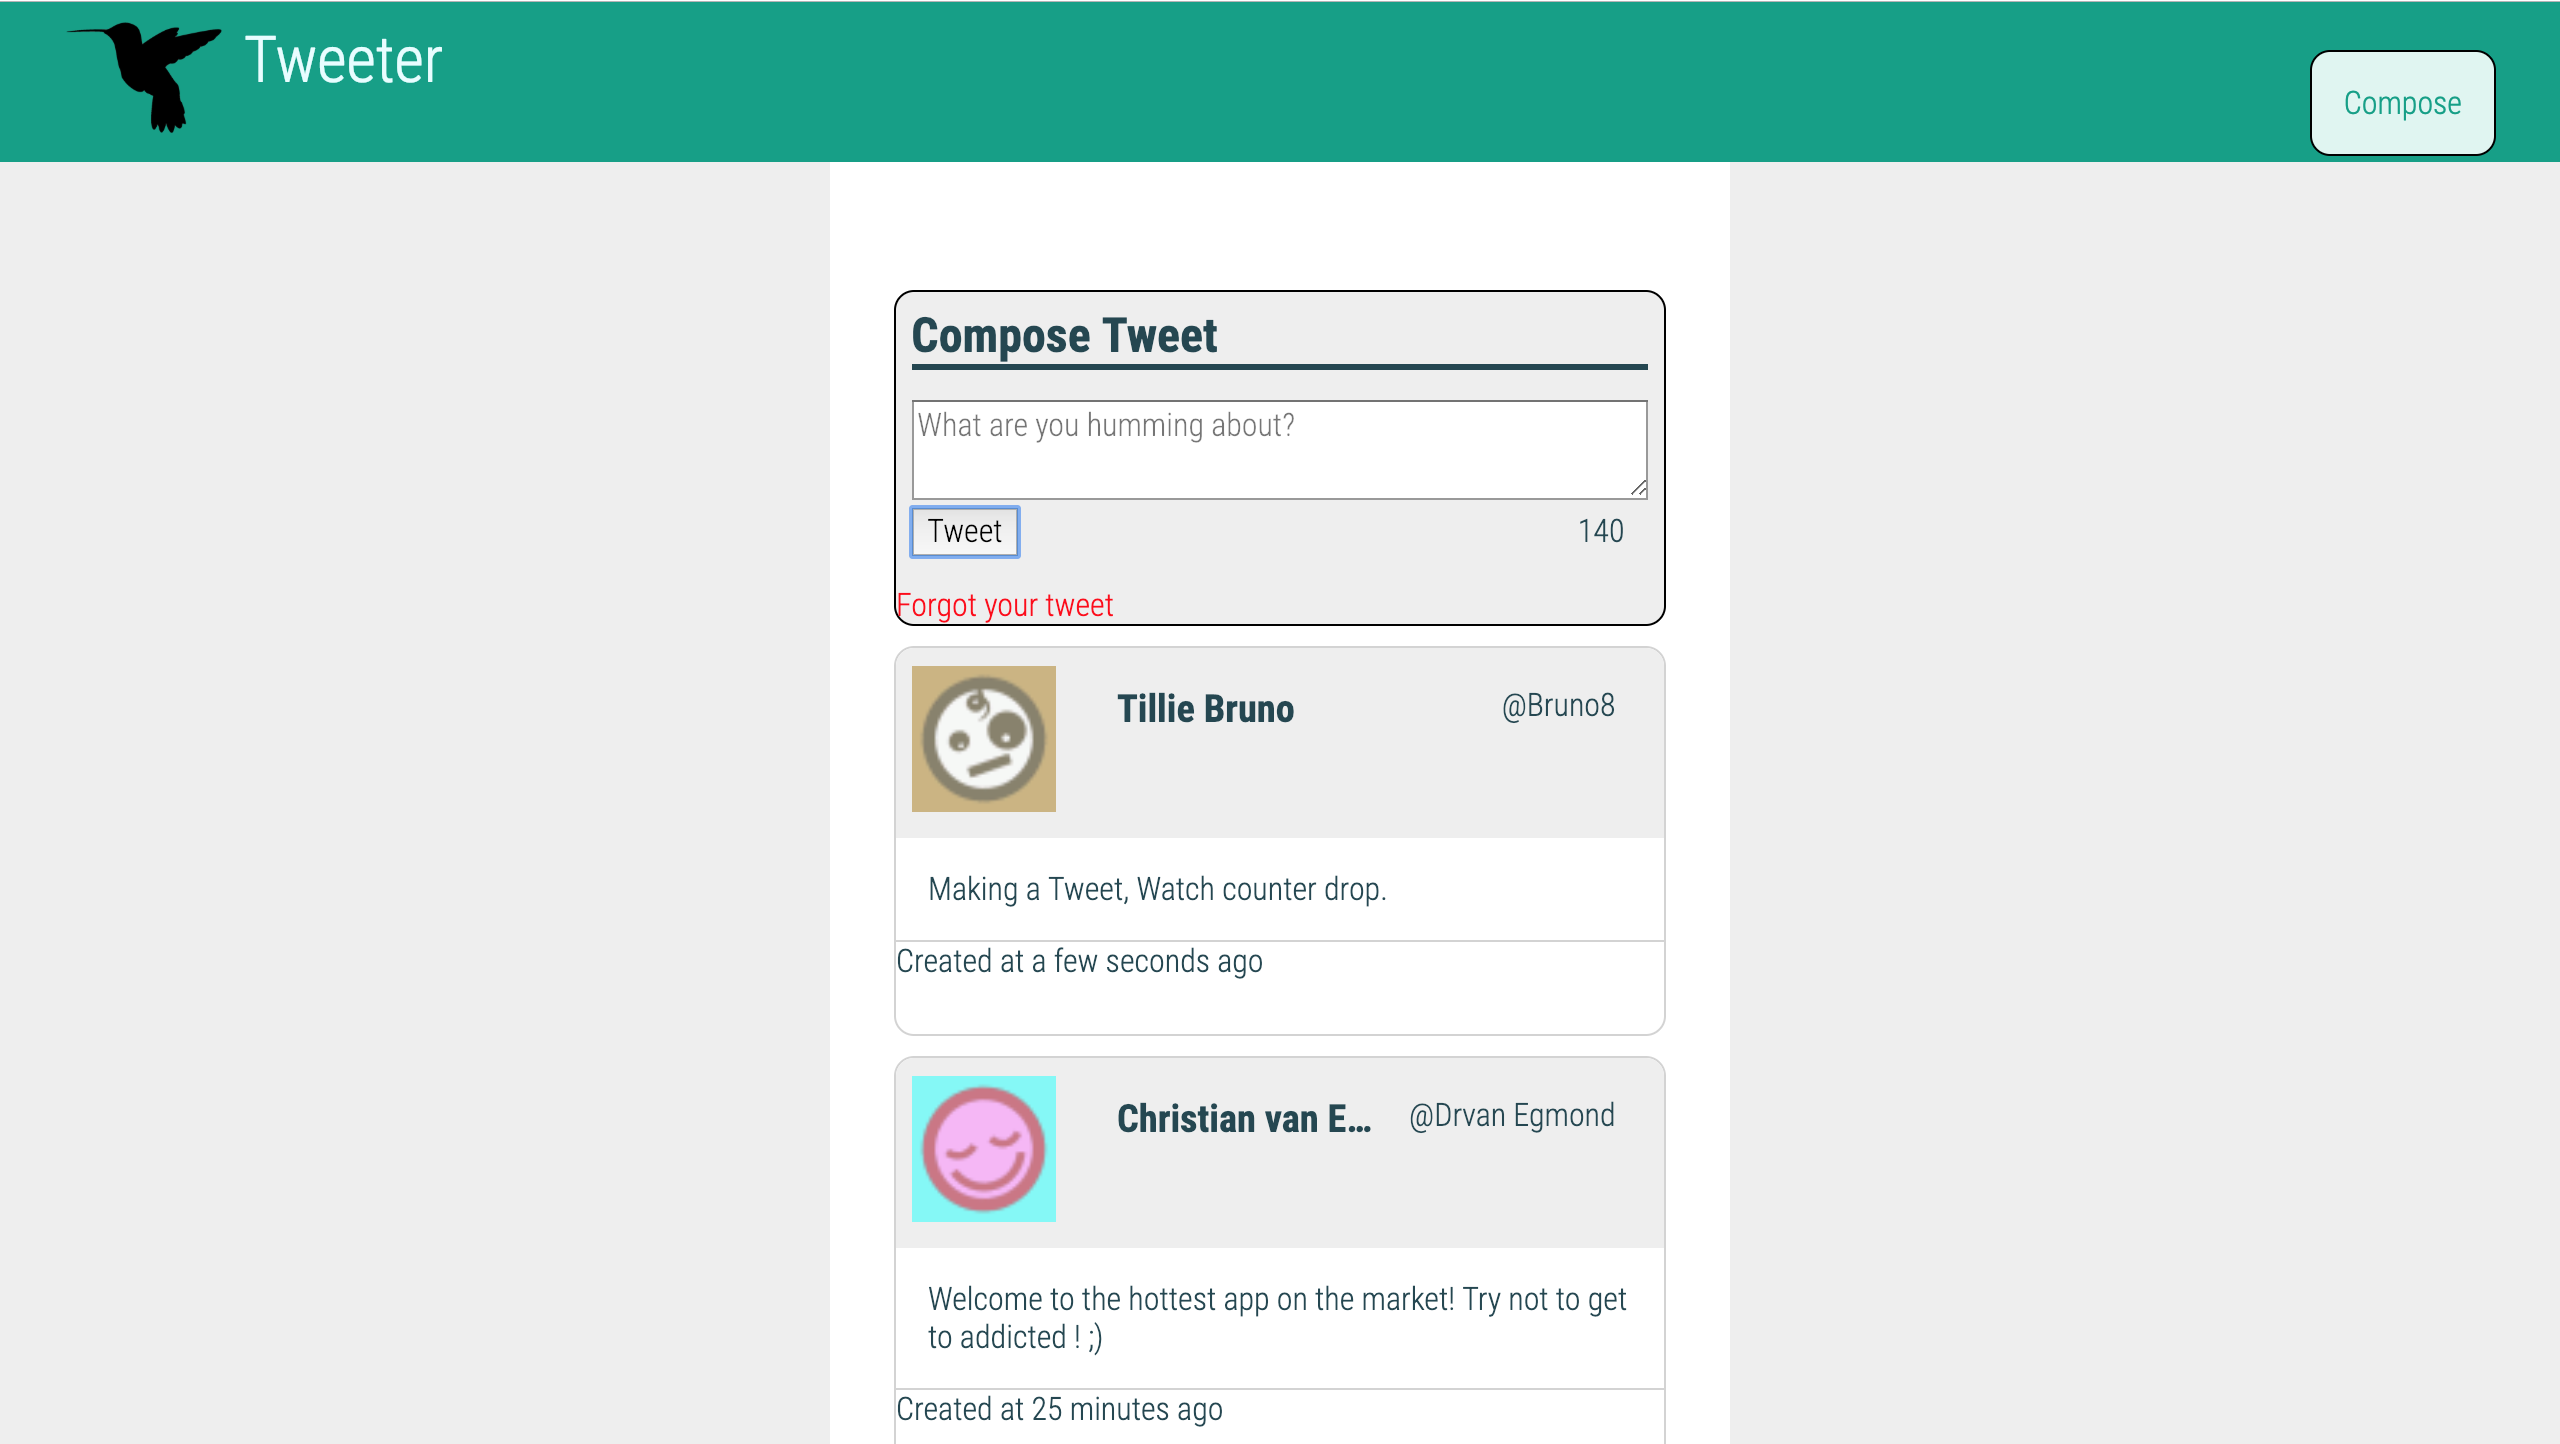 Tweeter
Compose
Compose Tweet
What are you humming about?
Tweet
140
Forgot your tweet
Tillie Bruno
@Bruno8
Making a Tweet, Watch counter drop.
Created at a few seconds ago
Christian van E...
@Drvan Egmond
Welcome to the hottest app on the market! Try not to get
to addicted ! ;)
Created at 25 minutes ago